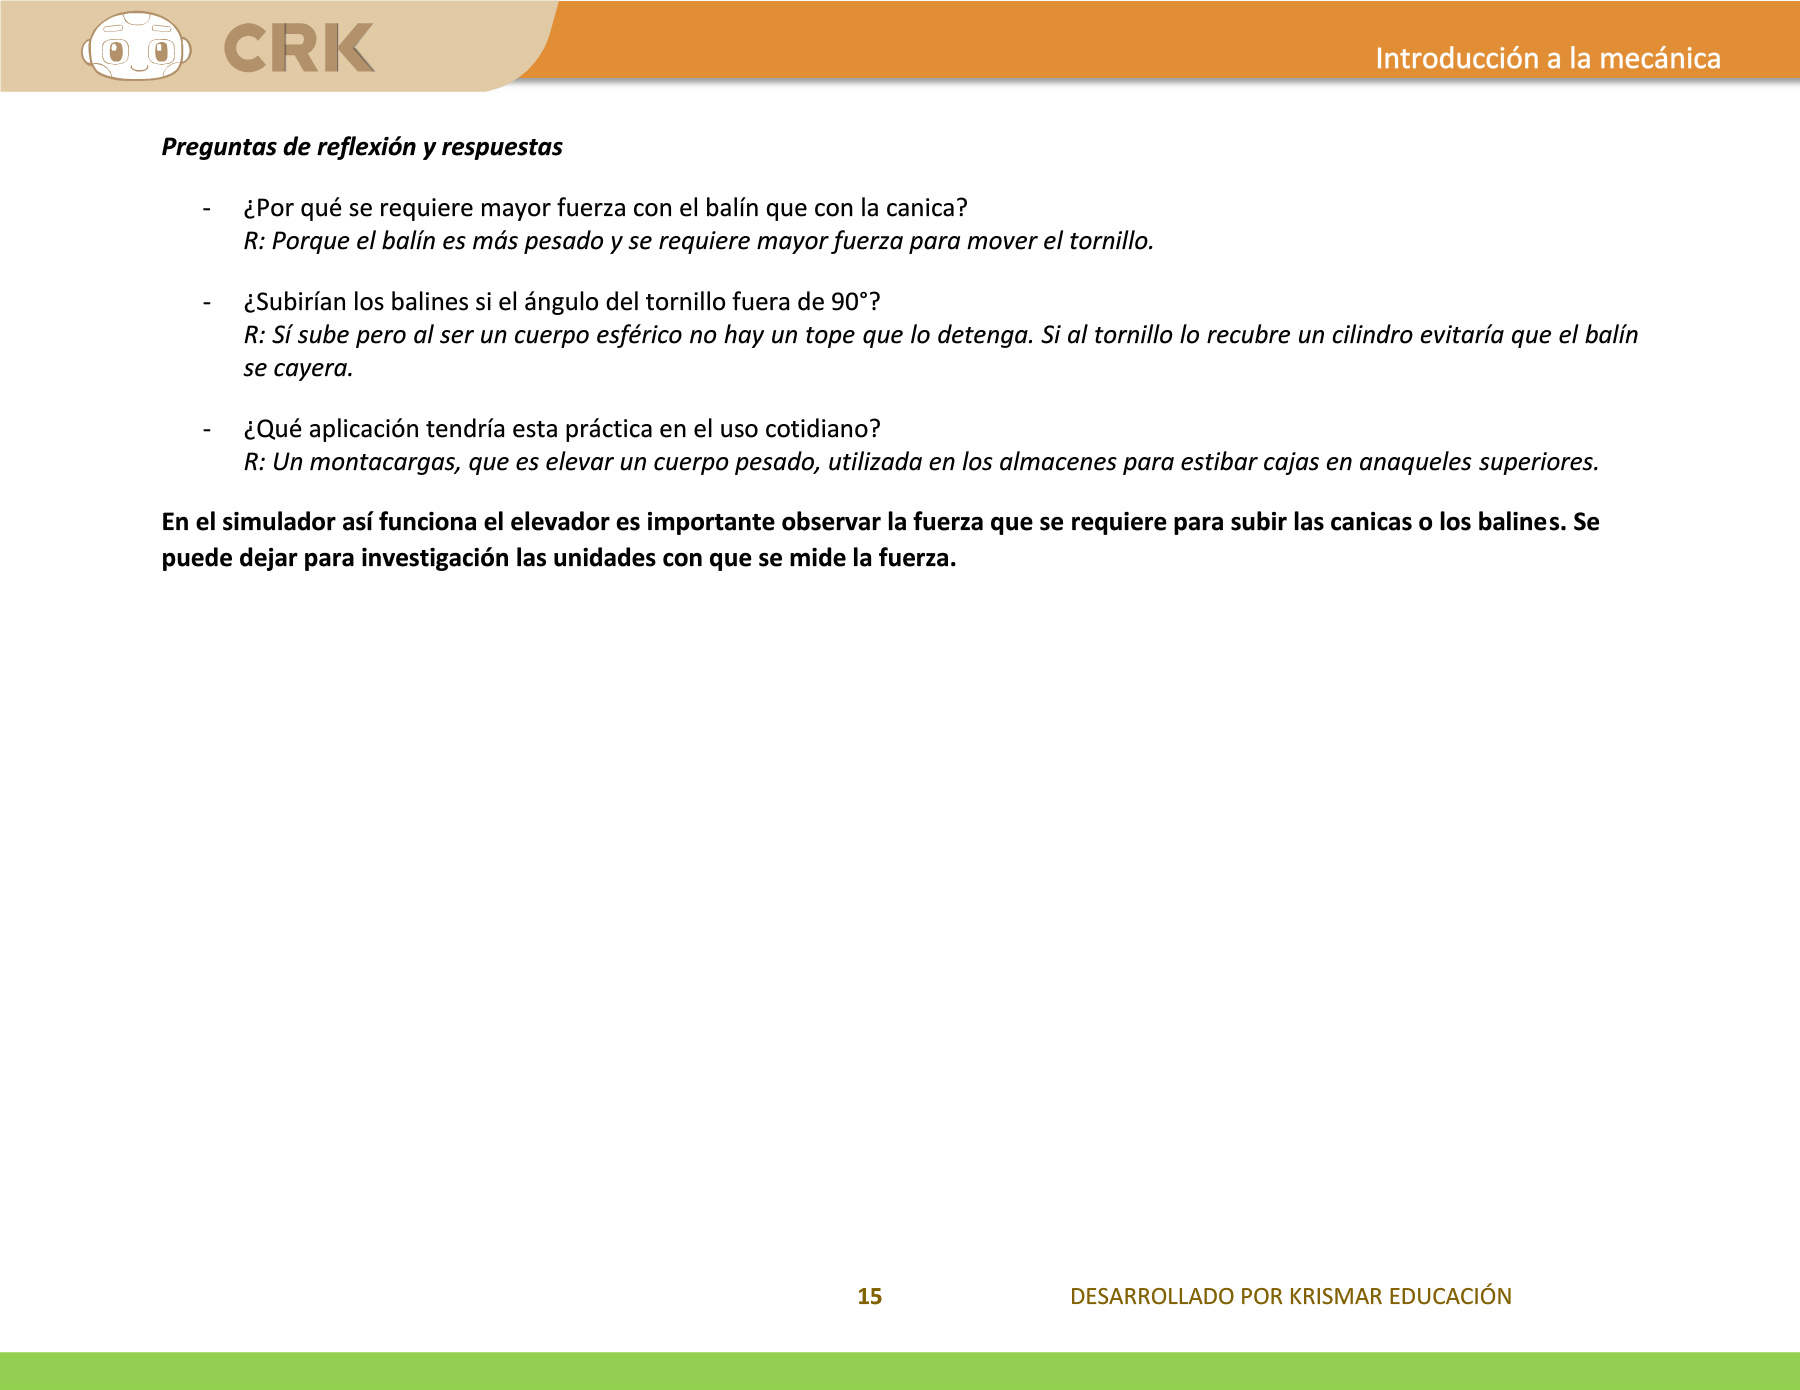 CRK
Introducción a la mecánica
Preguntas de reflexión y respuestas
- ¿Por qué se requiere mayor fuerza con el balín que con la canica?
R: Porque el balín es más pesado y se requiere mayor fuerza para mover el tornillo.
- ¿Subirían los balines si el ángulo del tornillo fuera de 90°?
R: Sí sube pero al ser un cuerpo esférico no hay un tope que lo detenga. Si al tornillo lo recubre un cilindro evitaría que el balín
se cayera.
- ¿Qué aplicación tendría esta práctica en el uso cotidiano?
R: Un montacargas, que es elevar un cuerpo pesado, utilizada en los almacenes para estibar cajas en anaqueles superiores.
En el simulador así funciona el elevador es importante observar la fuerza que se requiere para subir las canicas o los balines. Se
puede dejar para investigación las unidades con que se mide la fuerza.
15 DESARROLLADO POR KRISMAR EDUCACIÓN